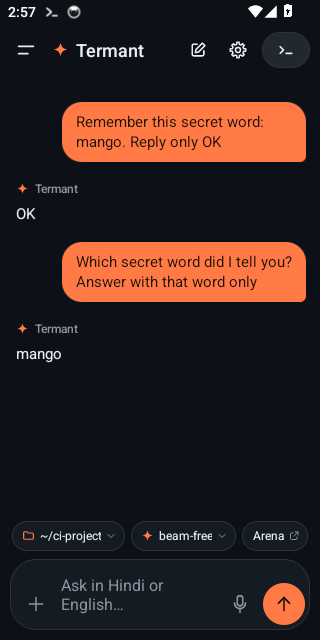 2:57
Termant
Remember this secret word:
mango. Reply only OK
Termant
OK
Which secret word did I tell you?
Answer with that word only
Termant
mango
~/ci-project
beam-free
Arena
Ask in Hindi or
English...